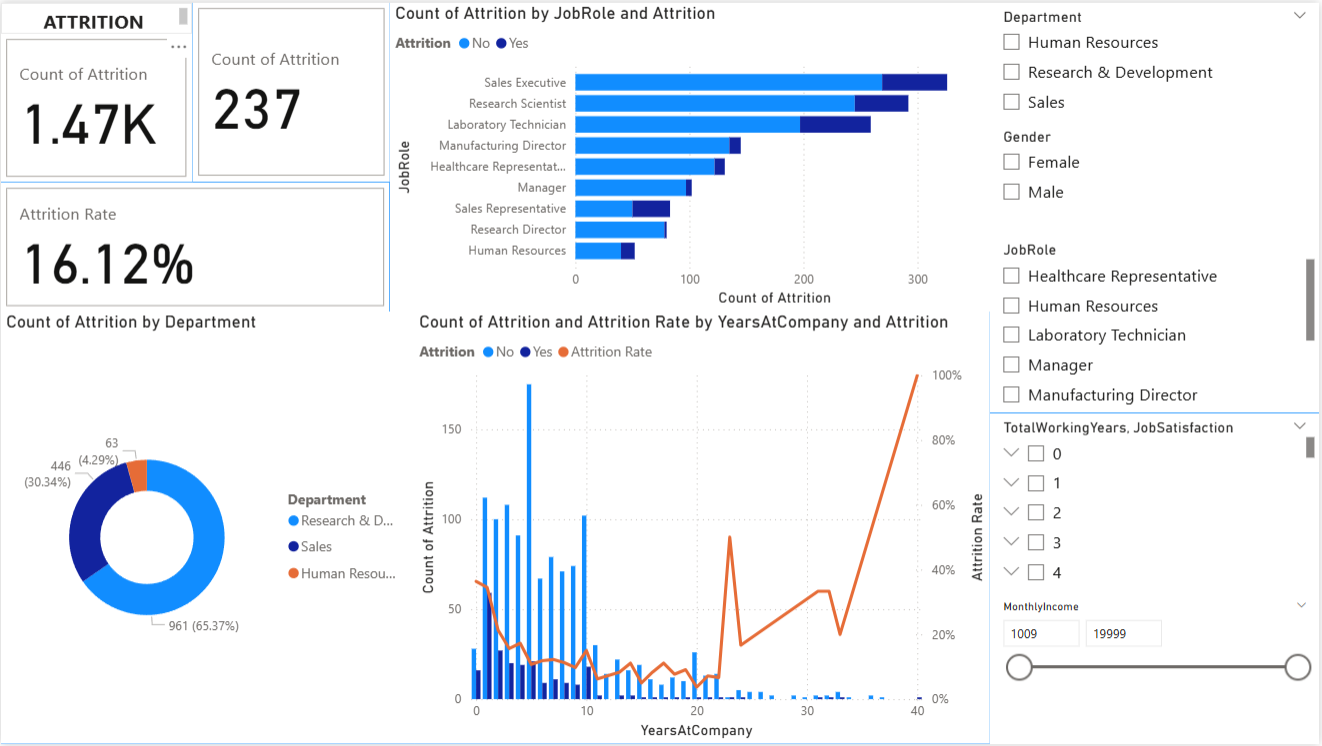 ATTRITION
...
Count of Attrition
1.47K
Count of Attrition
237
Attrition Rate
16.12%
Count of Attrition by JobRole and Attrition
Attrition No Yes
JobRole
Sales Executive
Research Scientist
Laboratory Technician
Manufacturing Director
Healthcare Representat...
Manager
Sales Representative
Research Director
Human Resources
0 100 200 300
Count of Attrition
Department
Human Resources
Research & Development
Sales
Gender
Female
Male
JobRole
Healthcare Representative
Human Resources
Laboratory Technician
Manager
Manufacturing Director
TotalWorkingYears, JobSatisfaction
0
1
2
3
4
MonthlyIncome
1009 19999
Count of Attrition by Department
63
(4.29%)
446
(30.34%)
961 (65.37%)
Department
Research & D...
Sales
Human Resou...
Count of Attrition and Attrition Rate by YearsAtCompany and Attrition
Attrition No Yes Attrition Rate
Count of Attrition
150
100
50
0
100%
80%
60%
40%
20%
0%
Attrition Rate
0 10 20 30 40
YearsAtCompany